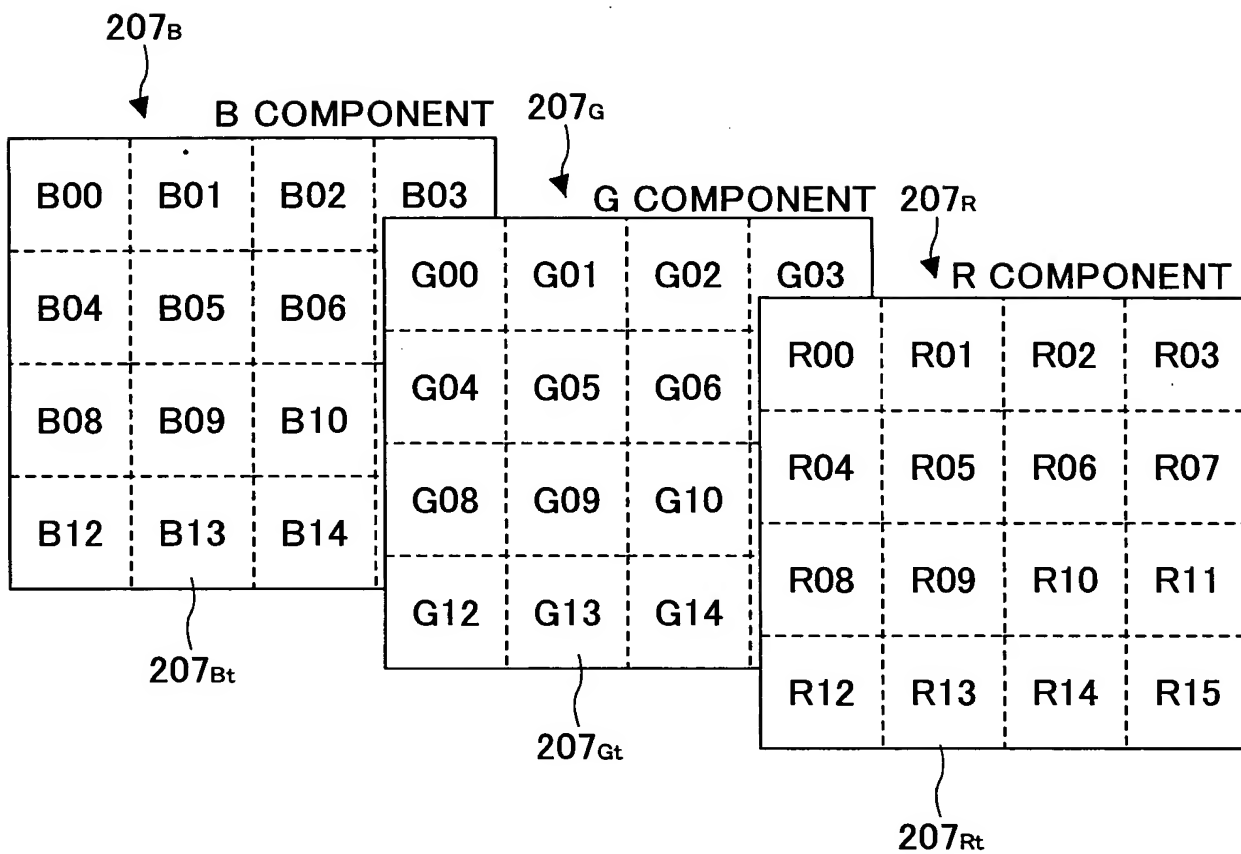 207B
B COMPONENT
B00 B01 B02 B03
B04 B05 B06
B08 B09 B10
B12 B13 B14
207Bt
207G
G COMPONENT
G00 G01 G02 G03
G04 G05 G06
G08 G09 G10
G12 G13 G14
207Gt
207R
R COMPONENT
R00 R01 R02 R03
R04 R05 R06 R07
R08 R09 R10 R11
R12 R13 R14 R15
207Rt